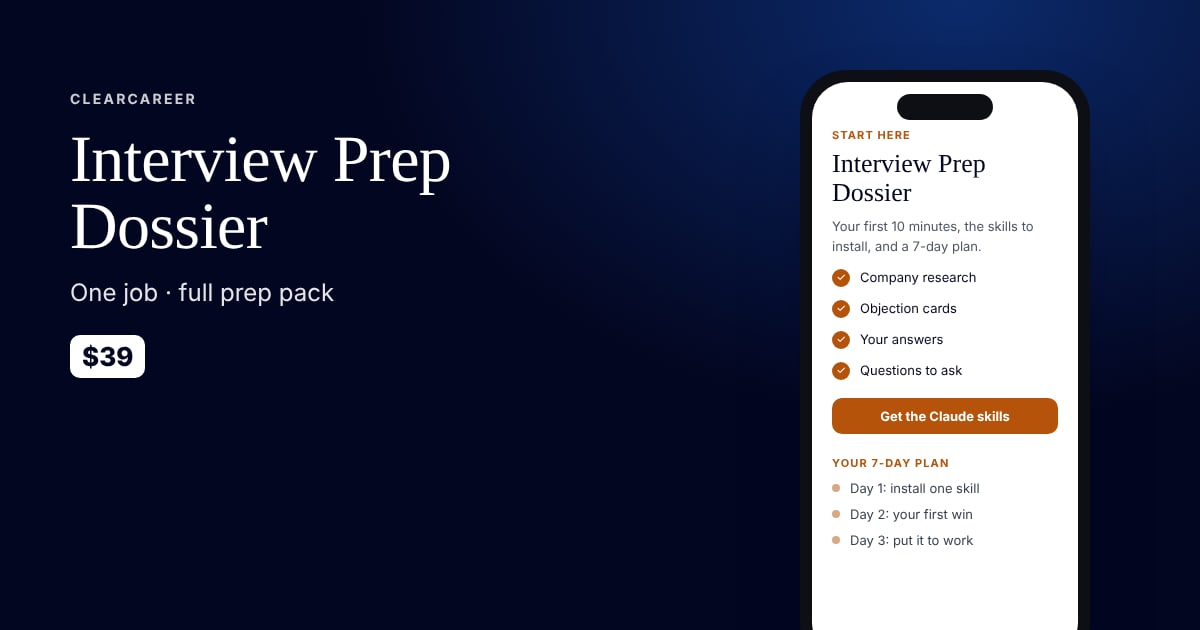 CLEARCAREER
Interview Prep
Dossier
One job · full prep pack
$39
START HERE
Interview Prep
Dossier
Your first 10 minutes, the skills to
install, and a 7-day plan.
Company research
Objection cards
Your answers
Questions to ask
Get the Claude skills
YOUR 7-DAY PLAN
Day 1: install one skill
Day 2: your first win
Day 3: put it to work